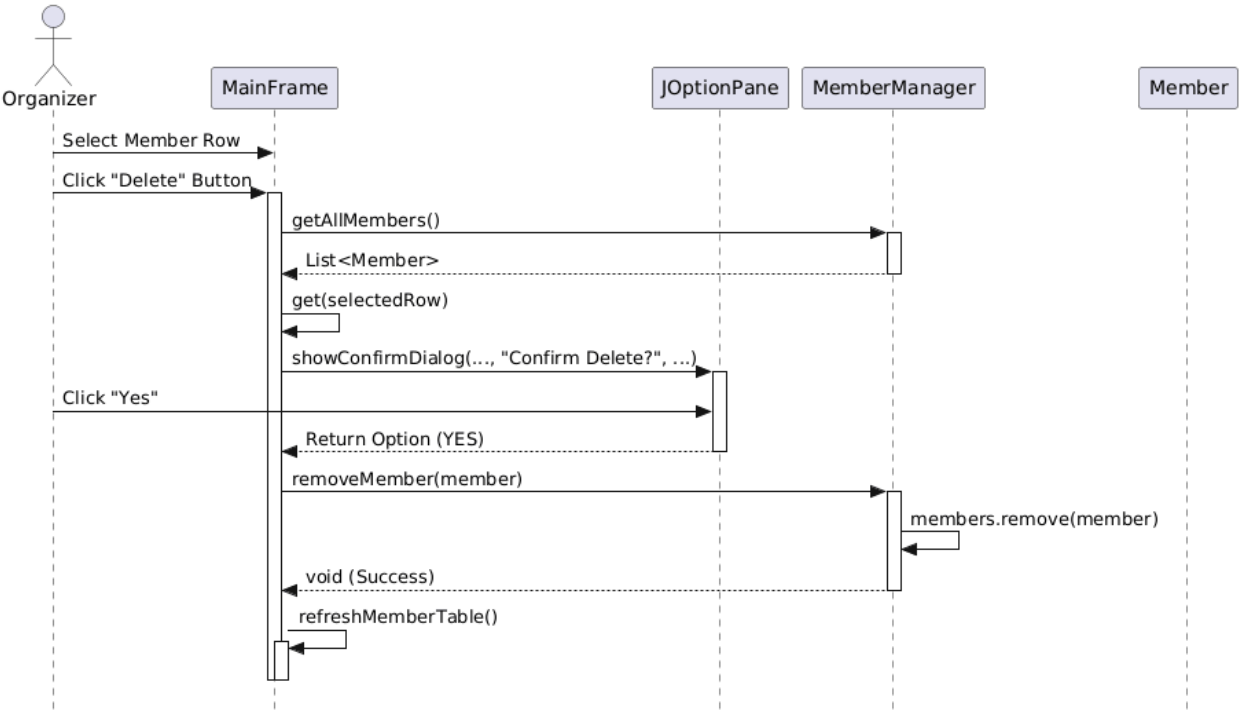 Organizer
MainFrame
JOptionPane
MemberManager
Member
Select Member Row
Click "Delete" Button
getAllMembers()
List<Member>
get(selectedRow)
showConfirmDialog(..., "Confirm Delete?", ...)
Click "Yes"
Return Option (YES)
removeMember(member)
members.remove(member)
void (Success)
refreshMemberTable()